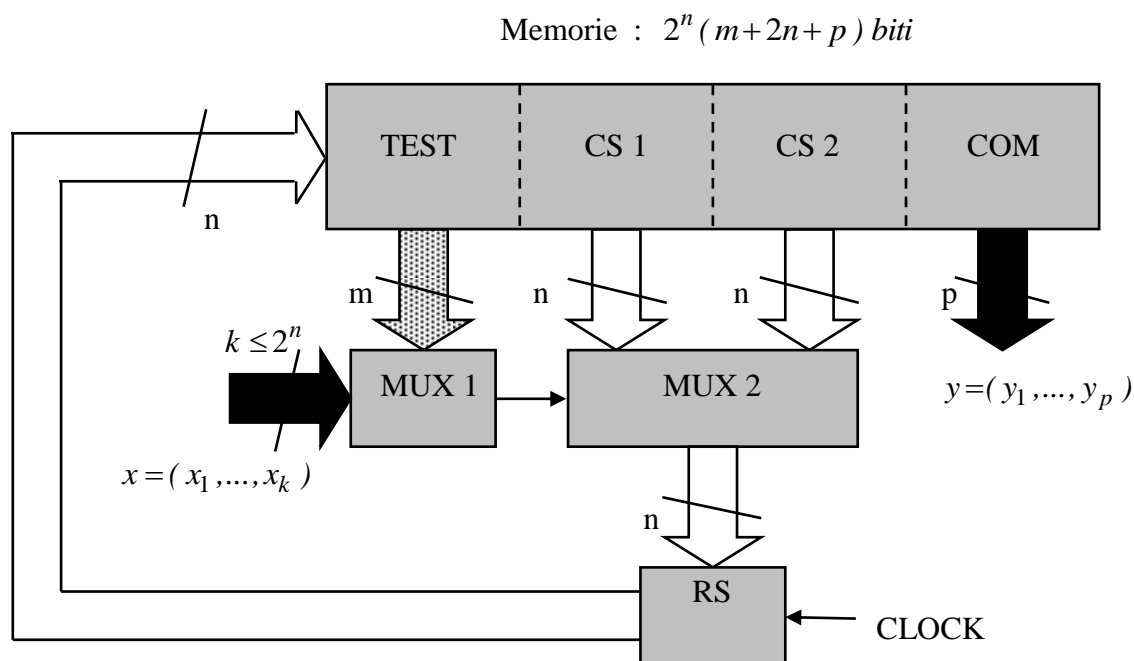 Memorie : 2^n (m+2n+p) biti
TEST CS 1 CS 2 COM
n
m n n p
k ≤ 2^n
MUX 1 MUX 2
y=( y_1 ,..., y_p )
x=( x_1 ,..., x_k )
n
RS
CLOCK